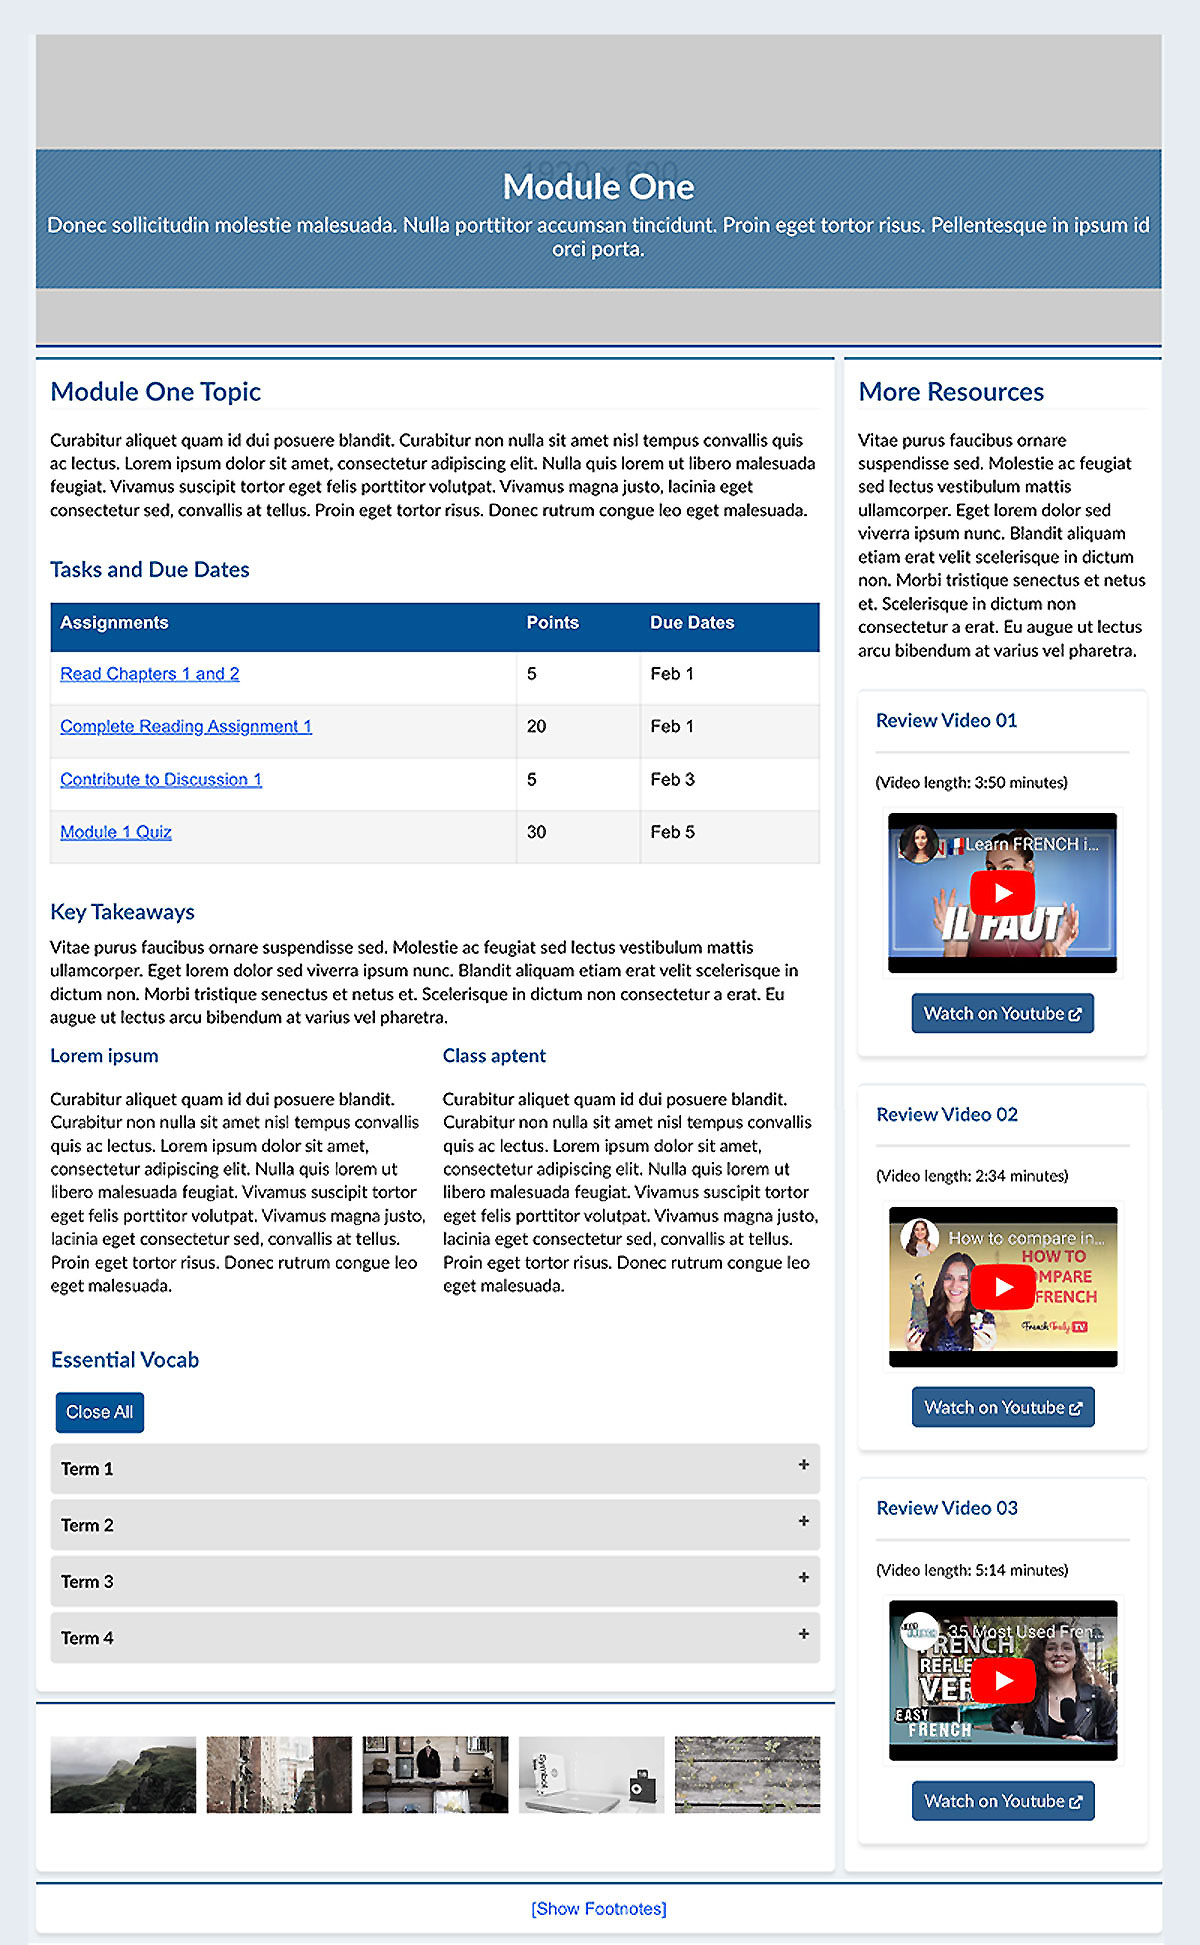 1920 x 600
Module One
Donec sollicitudin molestie malesuada. Nulla porttitor accumsan tincidunt. Proin eget tortor risus. Pellentesque in ipsum id
orci porta.
Module One Topic
Curabitur aliquet quam id dui posuere blandit. Curabitur non nulla sit amet nisl tempus convallis quis
ac lectus. Lorem ipsum dolor sit amet, consectetur adipiscing elit. Nulla quis lorem ut libero malesuada
feugiat. Vivamus suscipit tortor eget felis porttitor volutpat. Vivamus magna justo, lacinia eget
consectetur sed, convallis at tellus. Proin eget tortor risus. Donec rutrum congue leo eget malesuada.
Tasks and Due Dates
Assignments Points Due Dates
Read Chapters 1 and 2 5 Feb 1
Complete Reading Assignment 1 20 Feb 1
Contribute to Discussion 1 5 Feb 3
Module 1 Quiz 30 Feb 5
Key Takeaways
Vitae purus faucibus ornare suspendisse sed. Molestie ac feugiat sed lectus vestibulum mattis
ullamcorper. Eget lorem dolor sed viverra ipsum nunc. Blandit aliquam etiam erat velit scelerisque in
dictum non. Morbi tristique senectus et netus et. Scelerisque in dictum non consectetur a erat. Eu
augue ut lectus arcu bibendum at varius vel pharetra.
Lorem ipsum
Curabitur aliquet quam id dui posuere blandit.
Curabitur non nulla sit amet nisl tempus convallis
quis ac lectus. Lorem ipsum dolor sit amet,
consectetur adipiscing elit. Nulla quis lorem ut
libero malesuada feugiat. Vivamus suscipit tortor
eget felis porttitor volutpat. Vivamus magna justo,
lacinia eget consectetur sed, convallis at tellus.
Proin eget tortor risus. Donec rutrum congue leo
eget malesuada.
Class aptent
Curabitur aliquet quam id dui posuere blandit.
Curabitur non nulla sit amet nisl tempus convallis
quis ac lectus. Lorem ipsum dolor sit amet,
consectetur adipiscing elit. Nulla quis lorem ut
libero malesuada feugiat. Vivamus suscipit tortor
eget felis porttitor volutpat. Vivamus magna justo,
lacinia eget consectetur sed, convallis at tellus.
Proin eget tortor risus. Donec rutrum congue leo
eget malesuada.
Essential Vocab
Close All
Term 1 +
Term 2 +
Term 3 +
Term 4 +
Symbol
More Resources
Vitae purus faucibus ornare
suspendisse sed. Molestie ac feugiat
sed lectus vestibulum mattis
ullamcorper. Eget lorem dolor sed
viverra ipsum nunc. Blandit aliquam
etiam erat velit scelerisque in dictum
non. Morbi tristique senectus et netus
et. Scelerisque in dictum non
consectetur a erat. Eu augue ut lectus
arcu bibendum at varius vel pharetra.
Review Video 01
(Video length: 3:50 minutes)
Learn FRENCH i...
IL FAUT
Watch on Youtube
Review Video 02
(Video length: 2:34 minutes)
How to compare in...
HOW TO
OMPARE
FRENCH
French Truly TV
Watch on Youtube
Review Video 03
(Video length: 5:14 minutes)
35 Most Used Fren...
FRENCH
REFLE
VER
EASY
FRENCH
Watch on Youtube
[Show Footnotes]